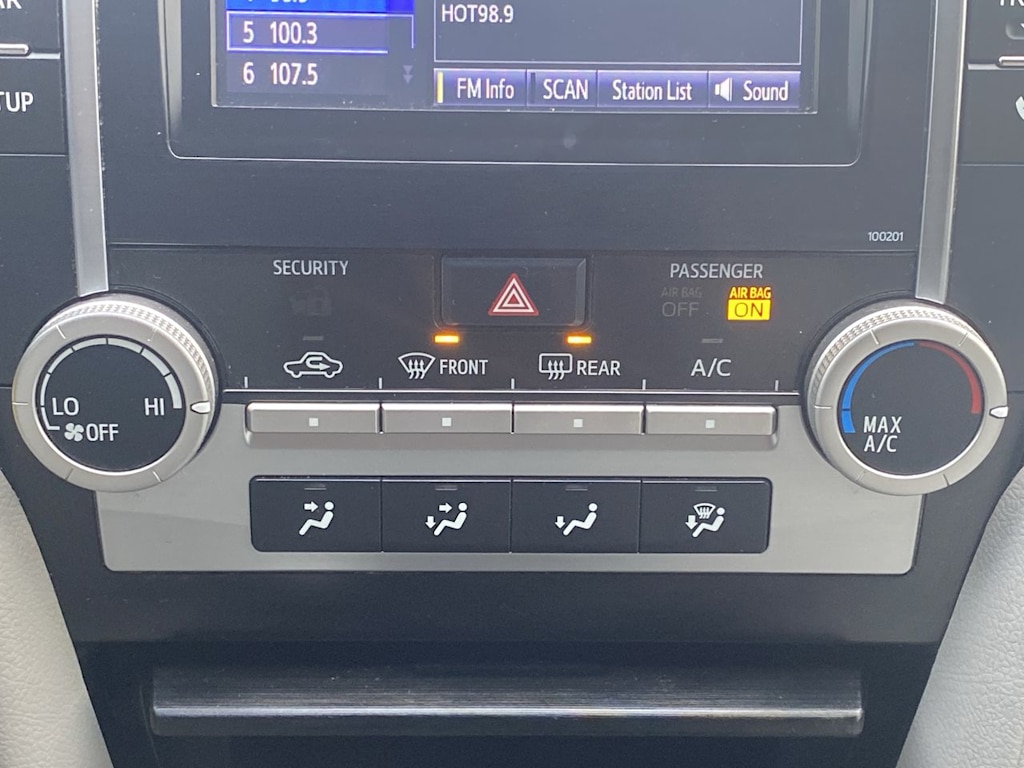 HOT98.9
5 100.3
6 107.5
FM Info SCAN Station List Sound
TUP
100201
SECURITY
PASSENGER
AIR BAG
OFF
AIR BAG
ON
FRONT
REAR
A/C
LO
HI
OFF
MAX
A/C